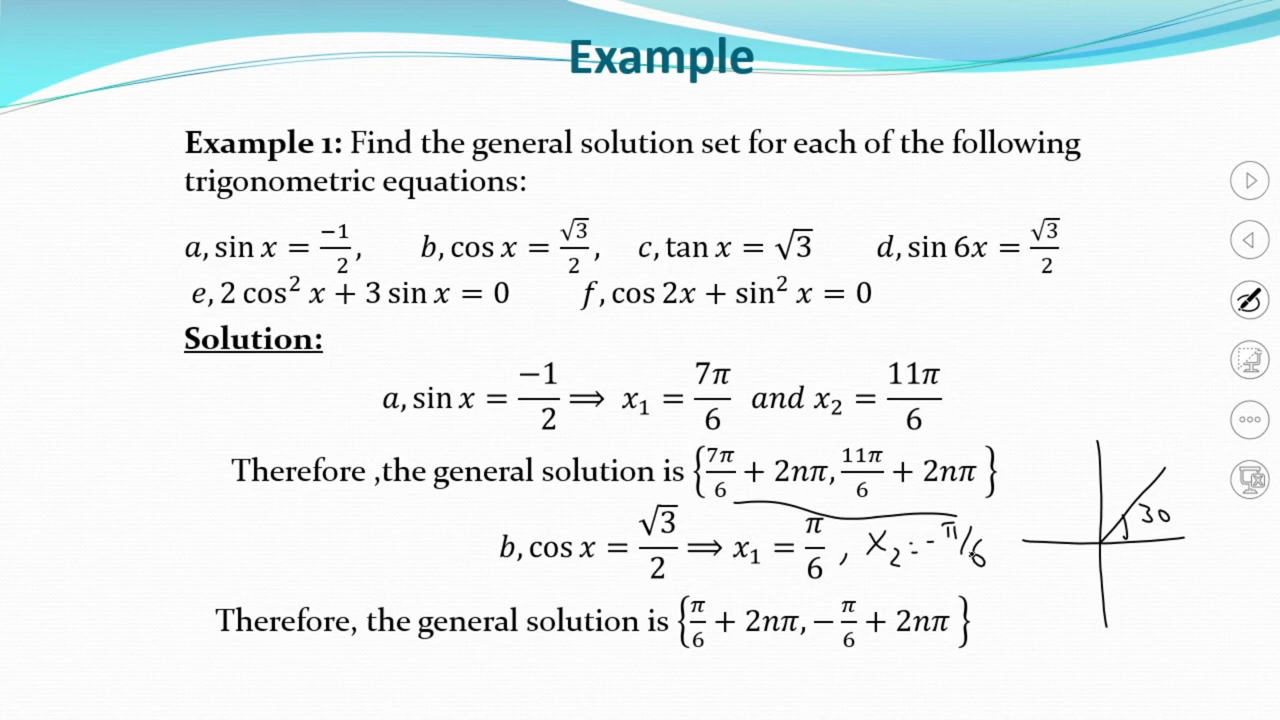 Example
Example 1: Find the general solution set for each of the following
trigonometric equations:
a, sin x = −1/2, b, cos x = √3/2, c, tan x = √3 d, sin 6x = √3/2
e, 2 cos² x + 3 sin x = 0 f, cos 2x + sin² x = 0
Solution:
a, sin x = −1/2 ⟹ x₁ = 7π/6 and x₂ = 11π/6
Therefore ,the general solution is {7π/6 + 2nπ, 11π/6 + 2nπ }
30
b, cos x = √3/2 ⟹ x₁ = π/6 , x₂ = -π/6
Therefore, the general solution is {π/6 + 2nπ, −π/6 + 2nπ }